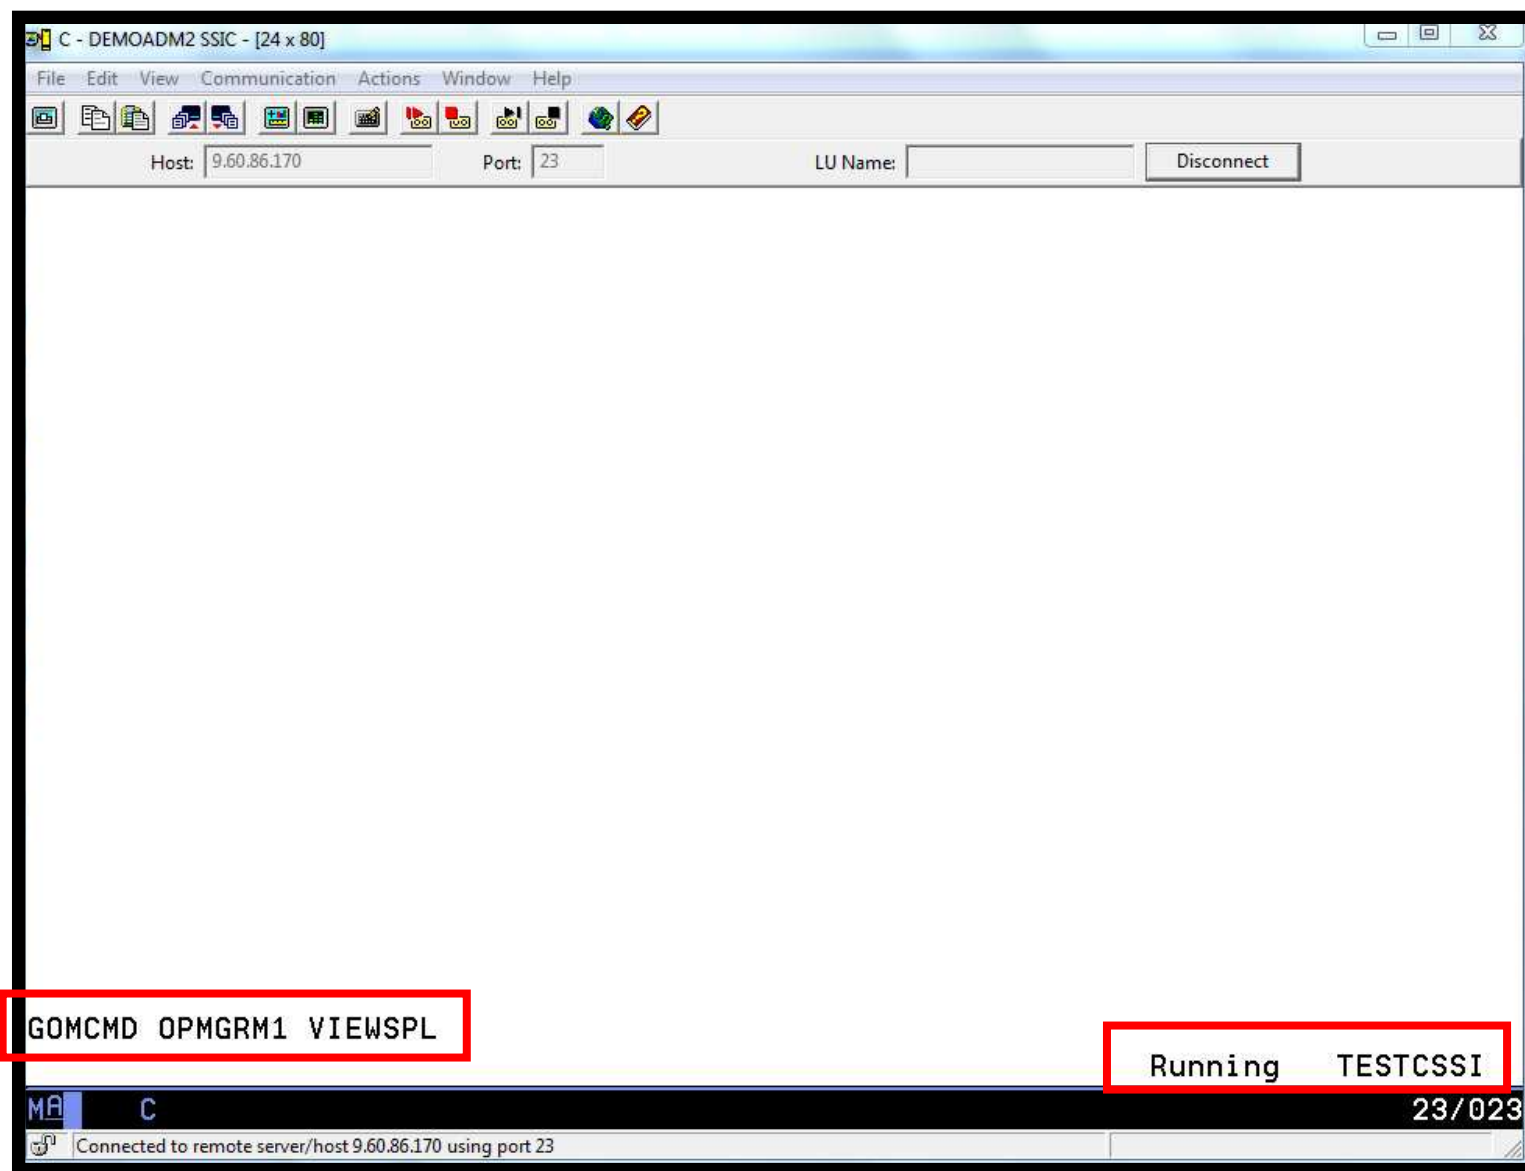 C - DEMOADM2 SSIC - [24 x 80]
File Edit View Communication Actions Window Help
Host: 9.60.86.170 Port: 23 LU Name: Disconnect
GOMCMD OPMGRM1 VIEWSPL
Running TESTCSSI
MA C 23/023
Connected to remote server/host 9.60.86.170 using port 23